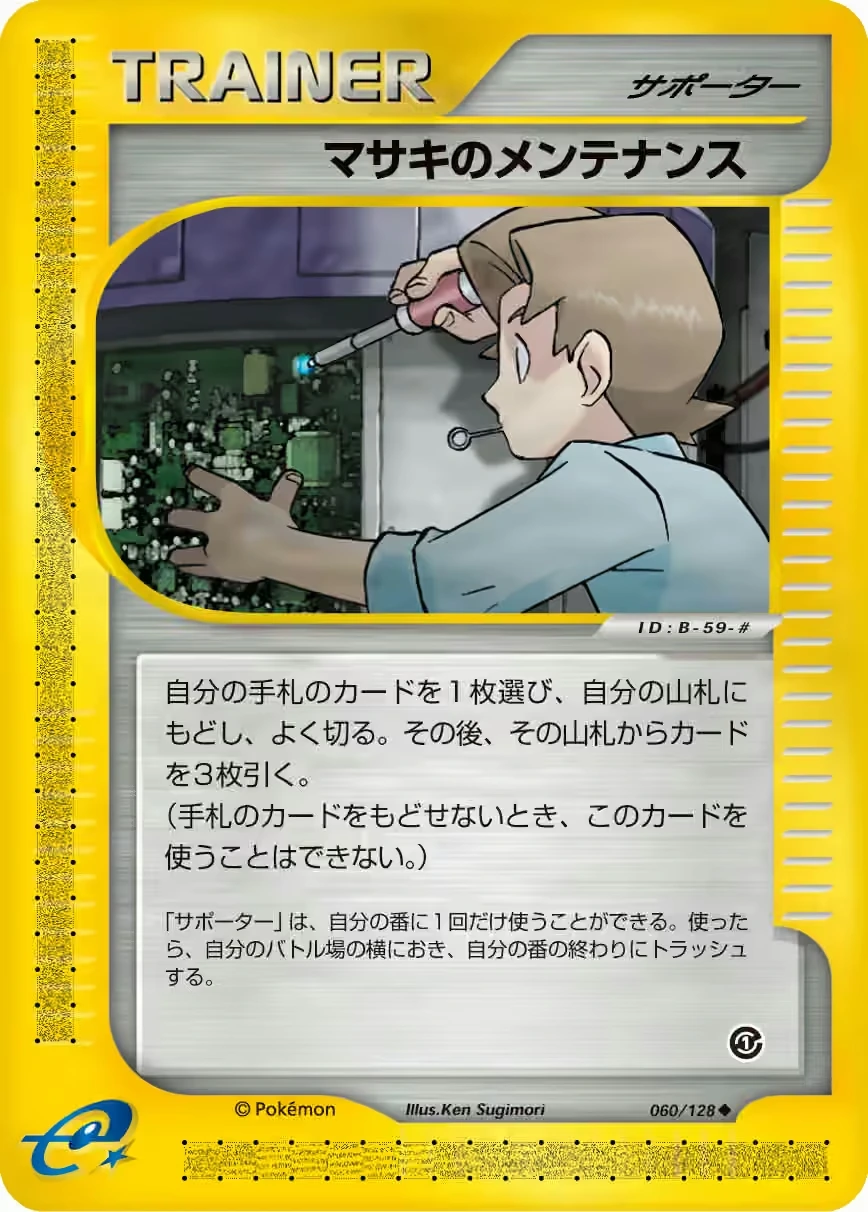 TRAINER
サポーター
マサキのメンテナンス
ID:B-59-#
自分の手札のカードを1枚選び、自分の山札に
もどし、よく切る。その後、その山札からカード
を3枚引く。
(手札のカードをもどせないとき、このカードを
使うことはできない。)
「サポーター」は、自分の番に1回だけ使うことができる。使った
ら、自分のバトル場の横におき、自分の番の終わりにトラッシュ
する。
1
© Pokémon
Illus.Ken Sugimori
060/128◆
e